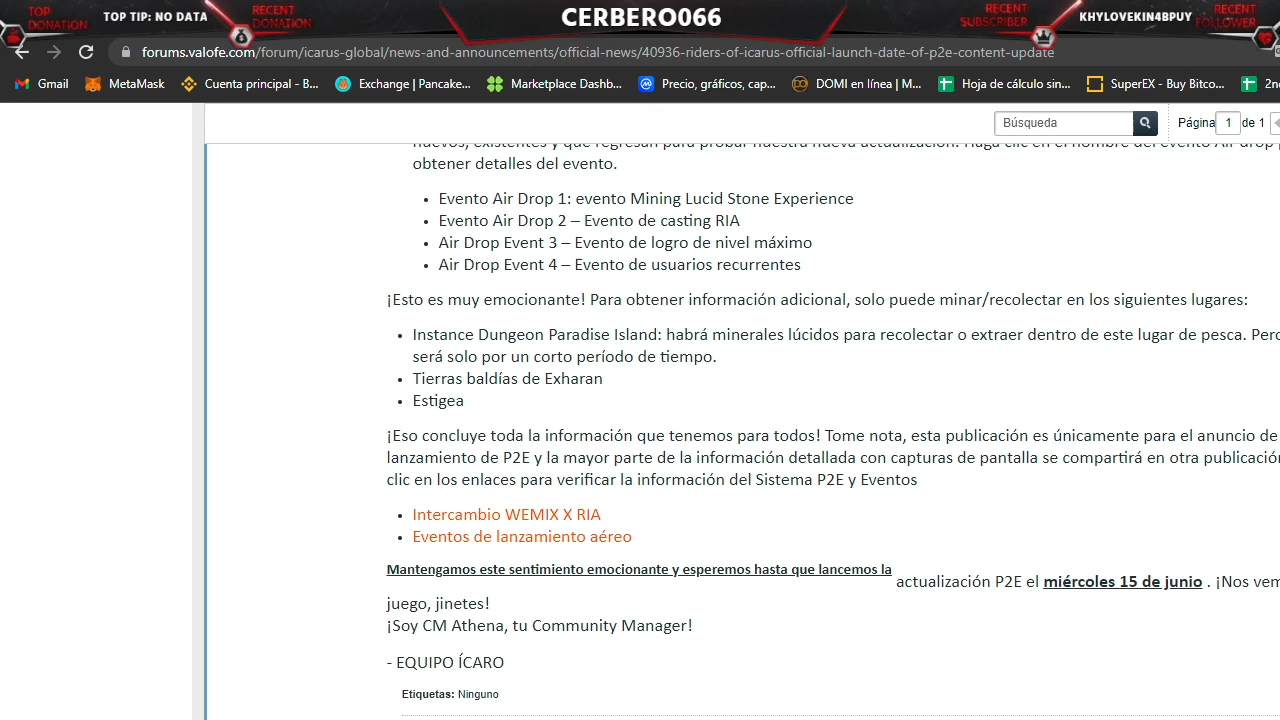 TOP DONATION
TOP TIP: NO DATA
RECENT DONATION
CERBERO066
RECENT SUBSCRIBER
KHYLOVEKIN4BPUY
RECENT FOLLOWER
forums.valofe.com/forum/icarus-global/news-and-announcements/official-news/40936-riders-of-icarus-official-launch-date-of-p2e-content-update
Gmail MetaMask Cuenta principal - B... Exchange | Pancake... Marketplace Dashb... Precio, gráficos, cap... DOMI en línea | M... Hoja de cálculo sin... SuperEX - Buy Bitco... 2n
Búsqueda Página 1 de 1
nuevos, existentes y que regresan para probar nuestra nueva actualización. Haga clic en el nombre del evento Air drop
obtener detalles del evento.
• Evento Air Drop 1: evento Mining Lucid Stone Experience
• Evento Air Drop 2 – Evento de casting RIA
• Air Drop Event 3 – Evento de logro de nivel máximo
• Air Drop Event 4 – Evento de usuarios recurrentes
¡Esto es muy emocionante! Para obtener información adicional, solo puede minar/recolectar en los siguientes lugares:
• Instance Dungeon Paradise Island: habrá minerales lúcidos para recolectar o extraer dentro de este lugar de pesca. Pero
será solo por un corto período de tiempo.
• Tierras baldías de Exharan
• Estigea
¡Eso concluye toda la información que tenemos para todos! Tome nota, esta publicación es únicamente para el anuncio de
lanzamiento de P2E y la mayor parte de la información detallada con capturas de pantalla se compartirá en otra publicación
clic en los enlaces para verificar la información del Sistema P2E y Eventos
• Intercambio WEMIX X RIA
• Eventos de lanzamiento aéreo
Mantengamos este sentimiento emocionante y esperemos hasta que lancemos la actualización P2E el miércoles 15 de junio . ¡Nos vem
juego, jinetes!
¡Soy CM Athena, tu Community Manager!
- EQUIPO ÍCARO
Etiquetas: Ninguno